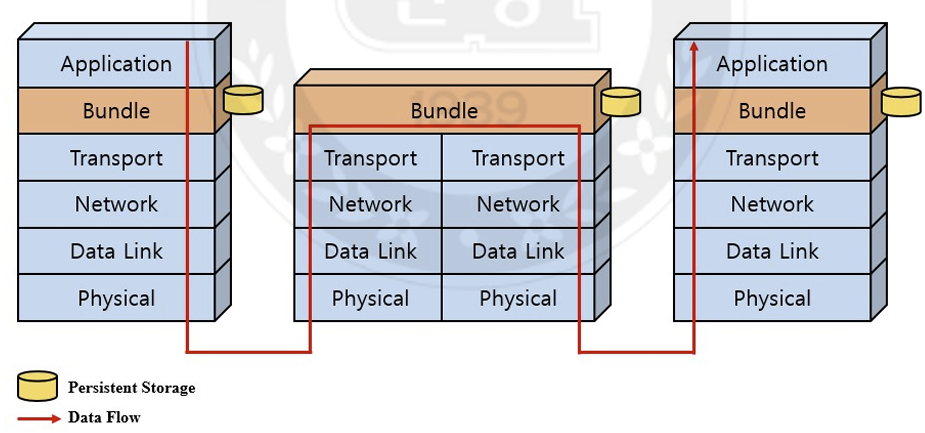 Application
Bundle
Transport
Network
Data Link
Physical
Bundle
Transport Transport
Network Network
Data Link Data Link
Physical Physical
Application
Bundle
Transport
Network
Data Link
Physical
1939
Persistent Storage
Data Flow